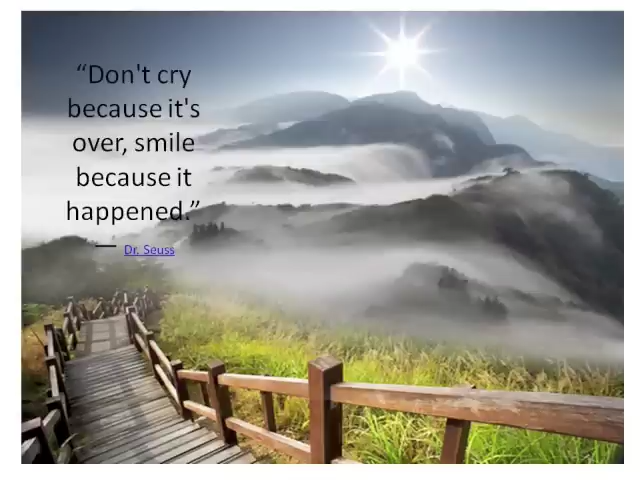 “Don't cry
because it's
over, smile
because it
happened.”
— Dr. Seuss